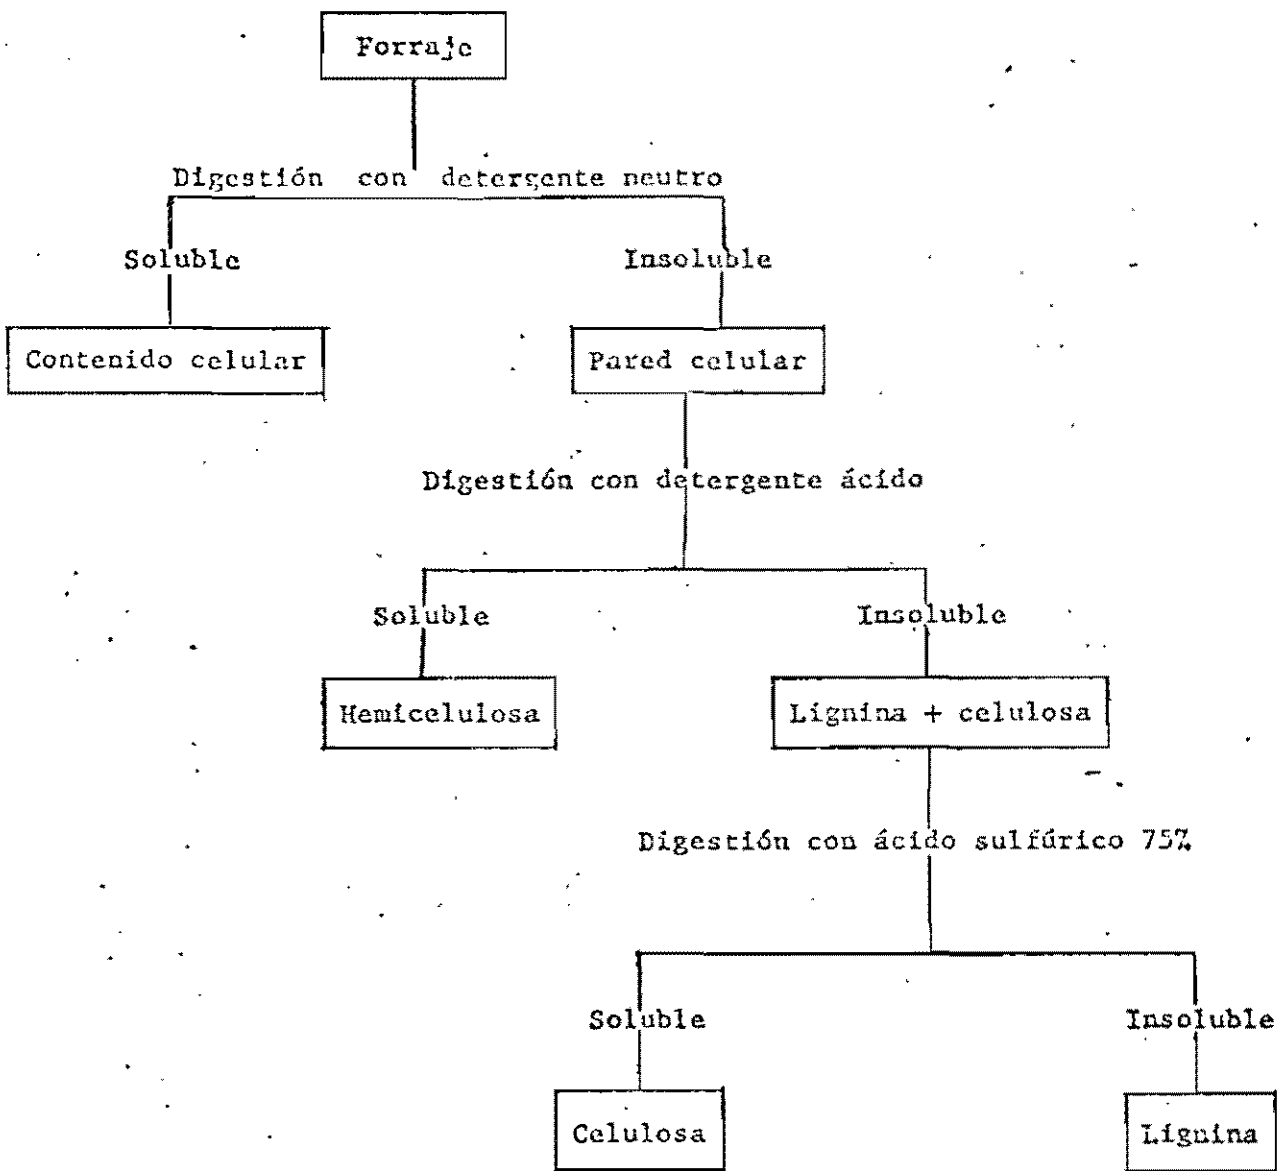 Forraje
Digestión con detergente neutro
Soluble Insoluble
Contenido celular Pared celular
Digestión con detergente ácido
Soluble Insoluble
Hemicelulosa Lignina + celulosa
Digestión con ácido sulfúrico 75%
Soluble Insoluble
Celulosa Lignina